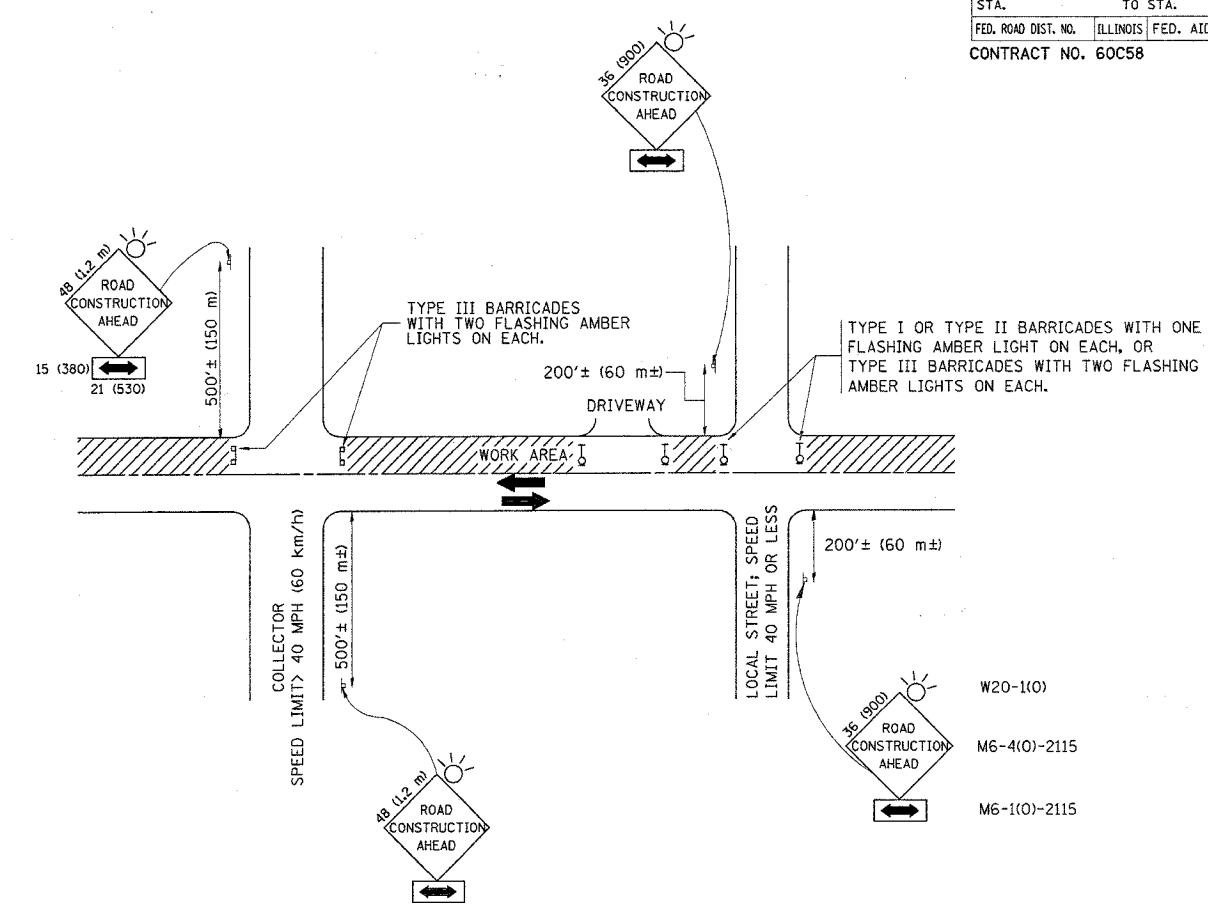 STA. TO STA.
FED. ROAD DIST. NO. ILLINOIS FED. AID
CONTRACT NO. 60C58
36 (900)
ROAD
CONSTRUCTION
AHEAD
48 (1.2 m)
ROAD
CONSTRUCTION
AHEAD
15 (380)
21 (530)
500'± (150 m)
TYPE III BARRICADES
WITH TWO FLASHING AMBER
LIGHTS ON EACH.
200'± (60 m±)
DRIVEWAY
TYPE I OR TYPE II BARRICADES WITH ONE
FLASHING AMBER LIGHT ON EACH, OR
TYPE III BARRICADES WITH TWO FLASHING
AMBER LIGHTS ON EACH.
WORK AREA
COLLECTOR
SPEED LIMIT> 40 MPH (60 km/h)
500'± (150 m±)
LOCAL STREET; SPEED
LIMIT 40 MPH OR LESS
200'± (60 m±)
48 (1.2 m)
ROAD
CONSTRUCTION
AHEAD
36 (900)
ROAD
CONSTRUCTION
AHEAD
W20-1(O)
M6-4(O)-2115
M6-1(O)-2115